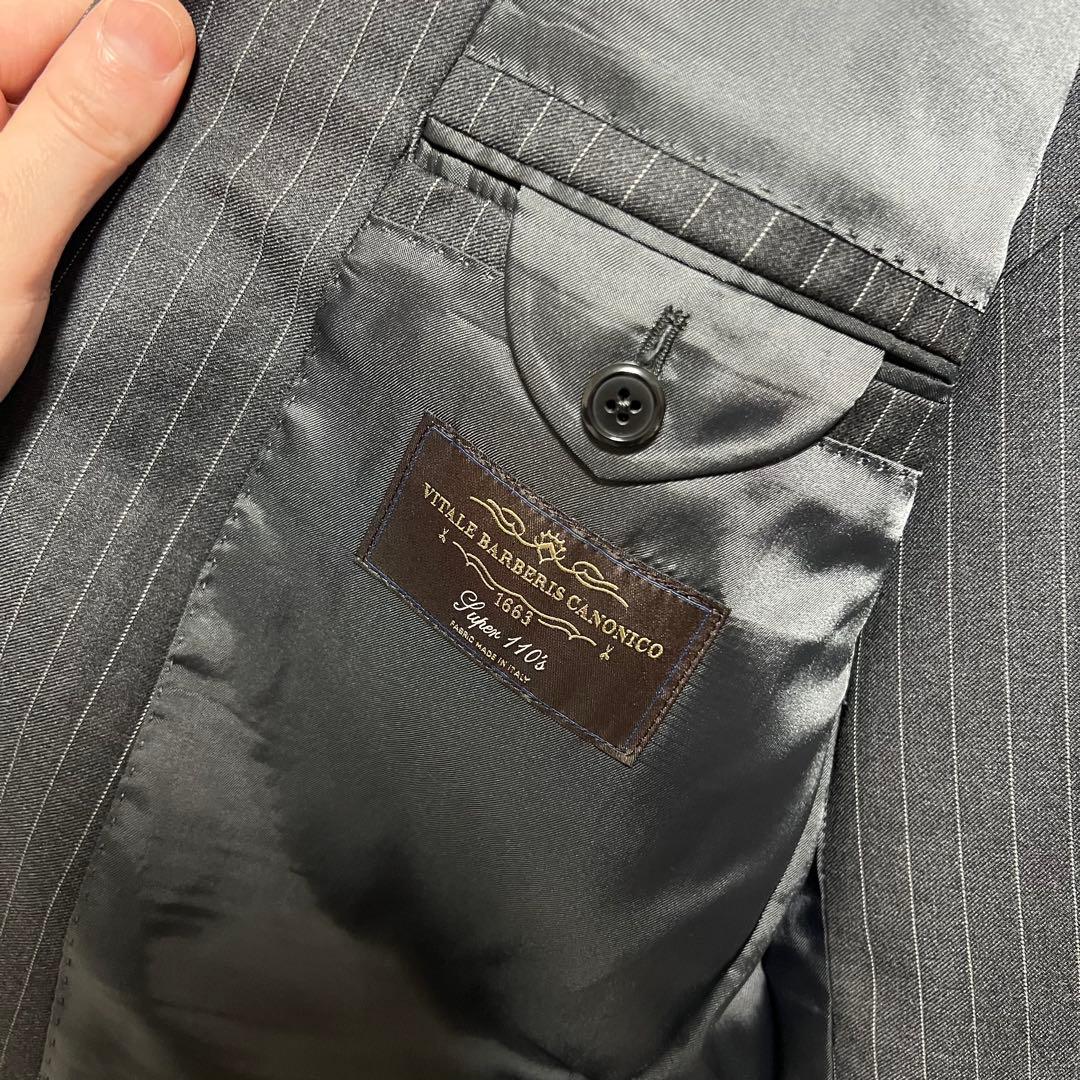 VITALE BARBERIS CANONICO
1663
Super 110's
FABRIC MADE IN ITALY